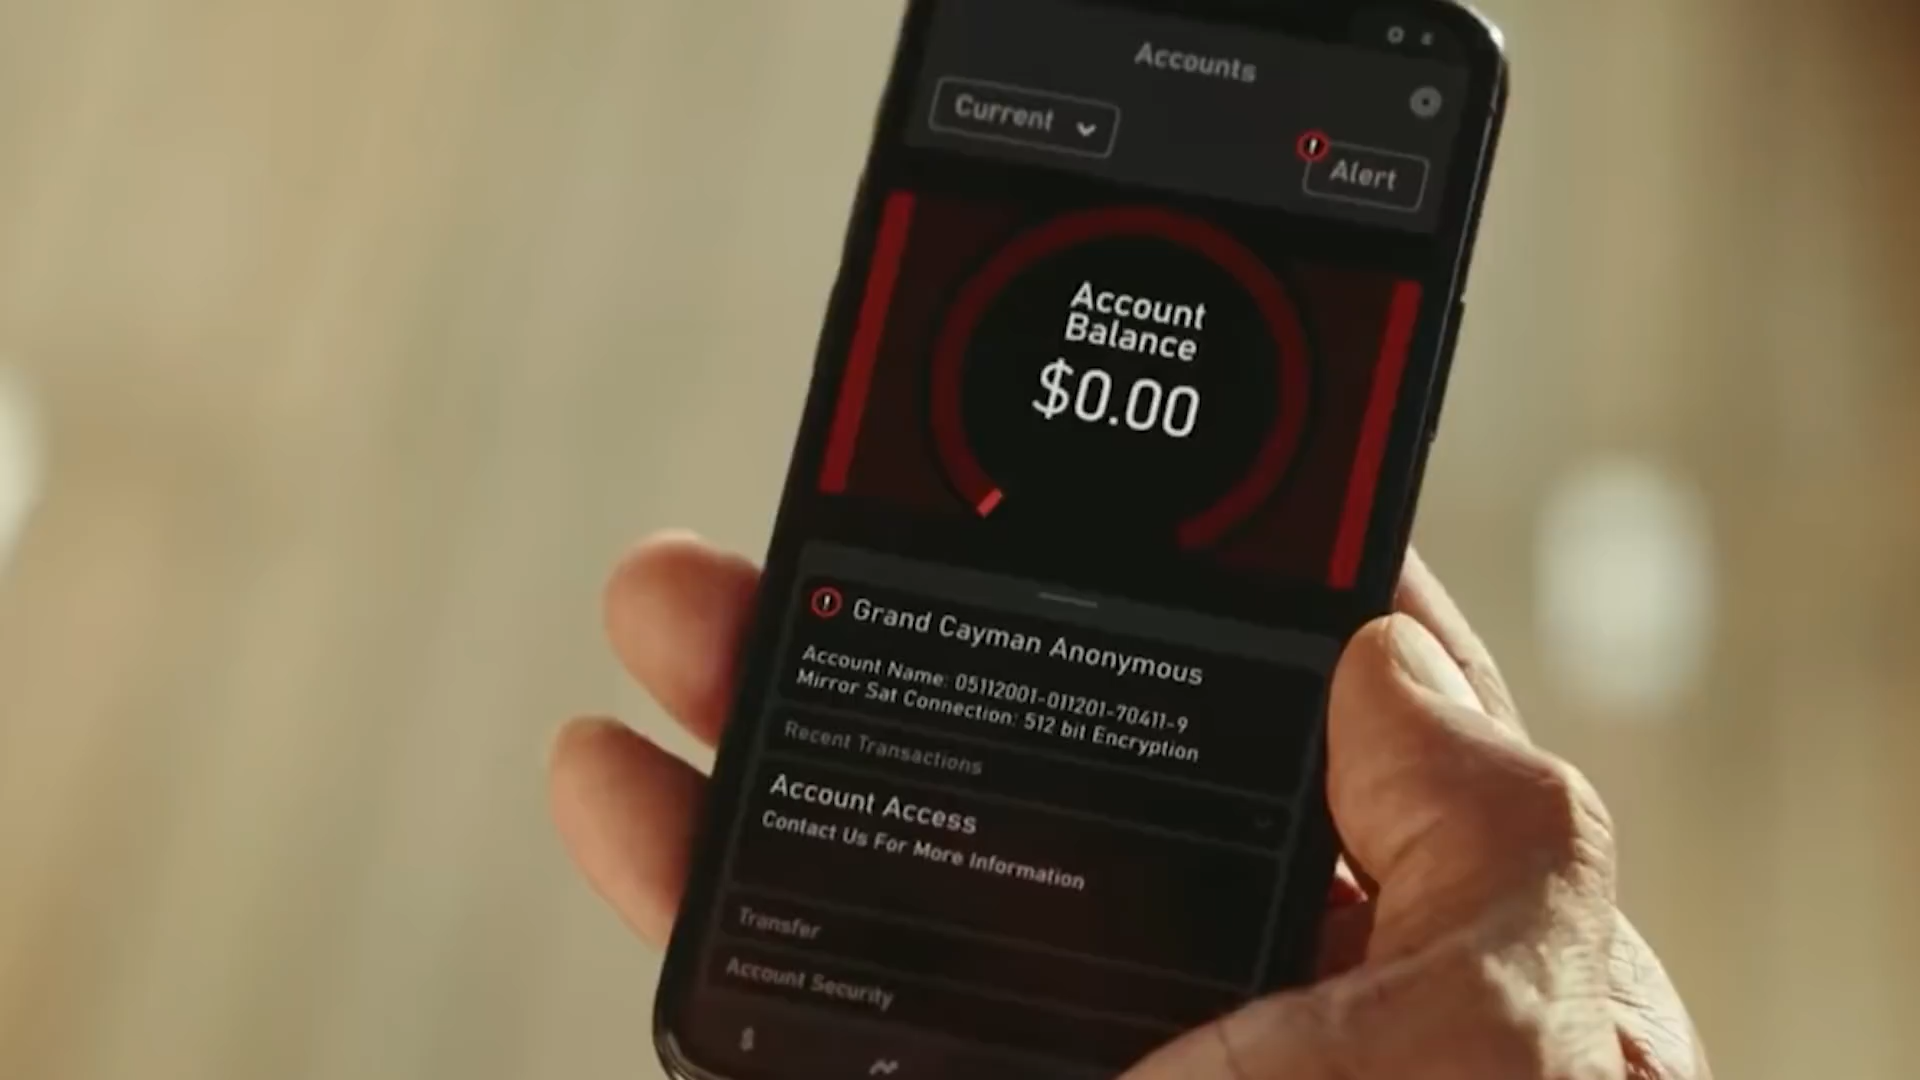 Accounts
Current
Alert
Account
Balance
$0.00
Grand Cayman Anonymous
Account Name: 05112001-011201-70411-9
Mirror Sat Connection: 512 bit Encryption
Recent Transactions
Account Access
Contact Us For More Information
Transfer
Account Security
$